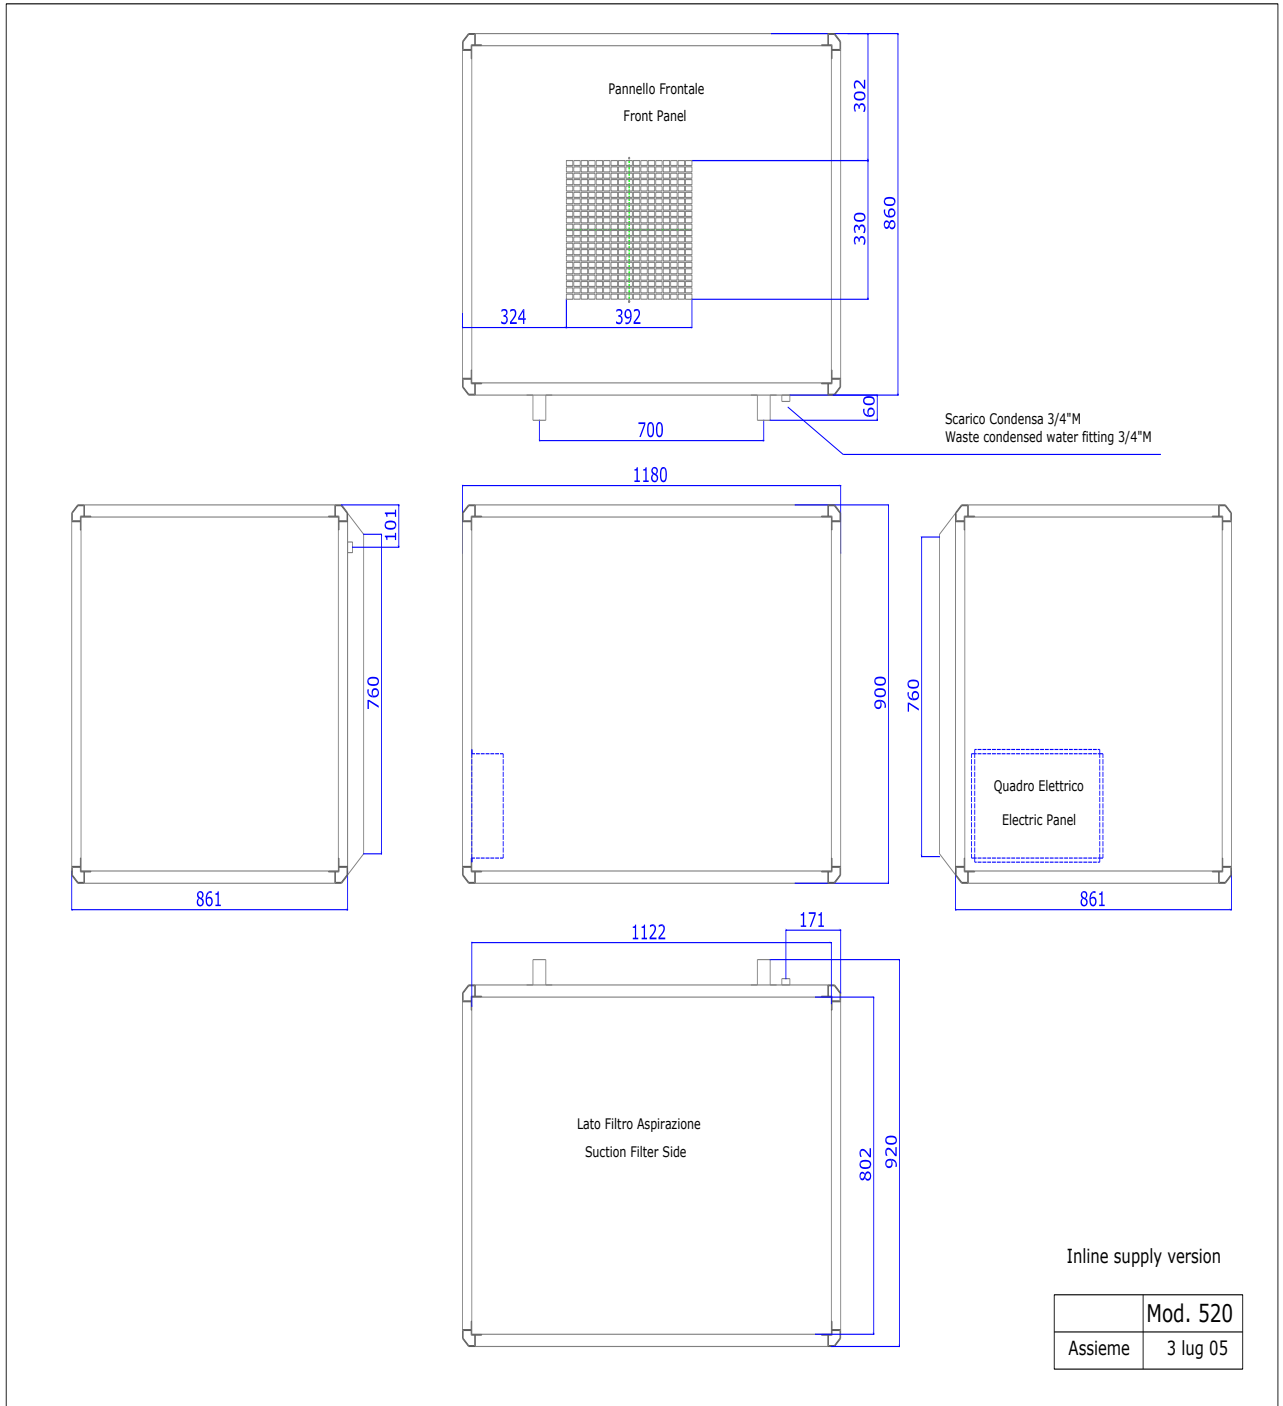 Pannello Frontale
Front Panel
302
330
860
324
392
60
700
Scarico Condensa 3/4"M
Waste condensed water fitting 3/4"M
1180
101
760
900
760
Quadro Elettrico
Electric Panel
861
861
171
1122
Lato Filtro Aspirazione
Suction Filter Side
802
920
Inline supply version
Mod. 520
Assieme 3 lug 05